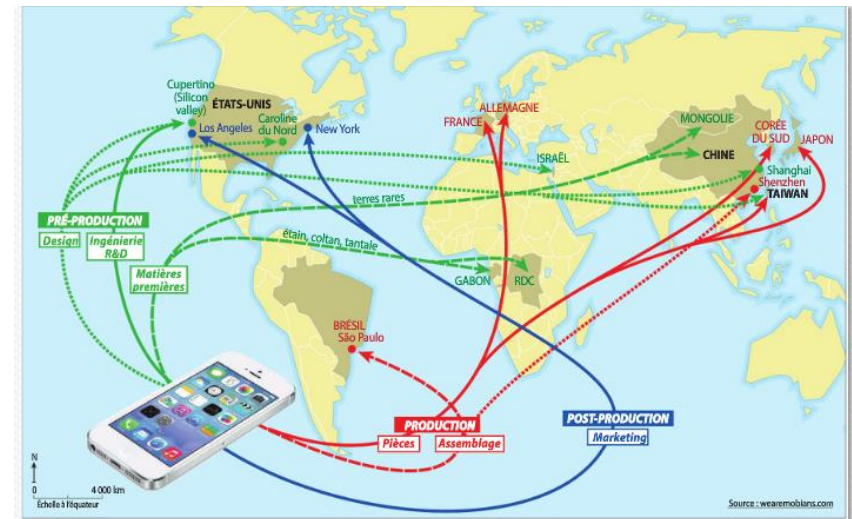 Cupertino
(Silicon
valley)
ÉTATS-UNIS
Los Angeles
Caroline
du Nord
New York
ALLEMAGNE
FRANCE
ISRAËL
MONGOLIE
CHINE
CORÉE
DU SUD
JAPON
Shanghai
Shenzhen
TAIWAN
PRÉ-PRODUCTION
Design
Ingénierie
R&D
Matières
premières
terres rares
étain, coltan, tantale
GABON
RDC
BRÉSIL
São Paulo
PRODUCTION
Pièces
Assemblage
POST-PRODUCTION
Marketing
N
0
4 000 km
Échelle à l'équateur
Source : wearemobians.com